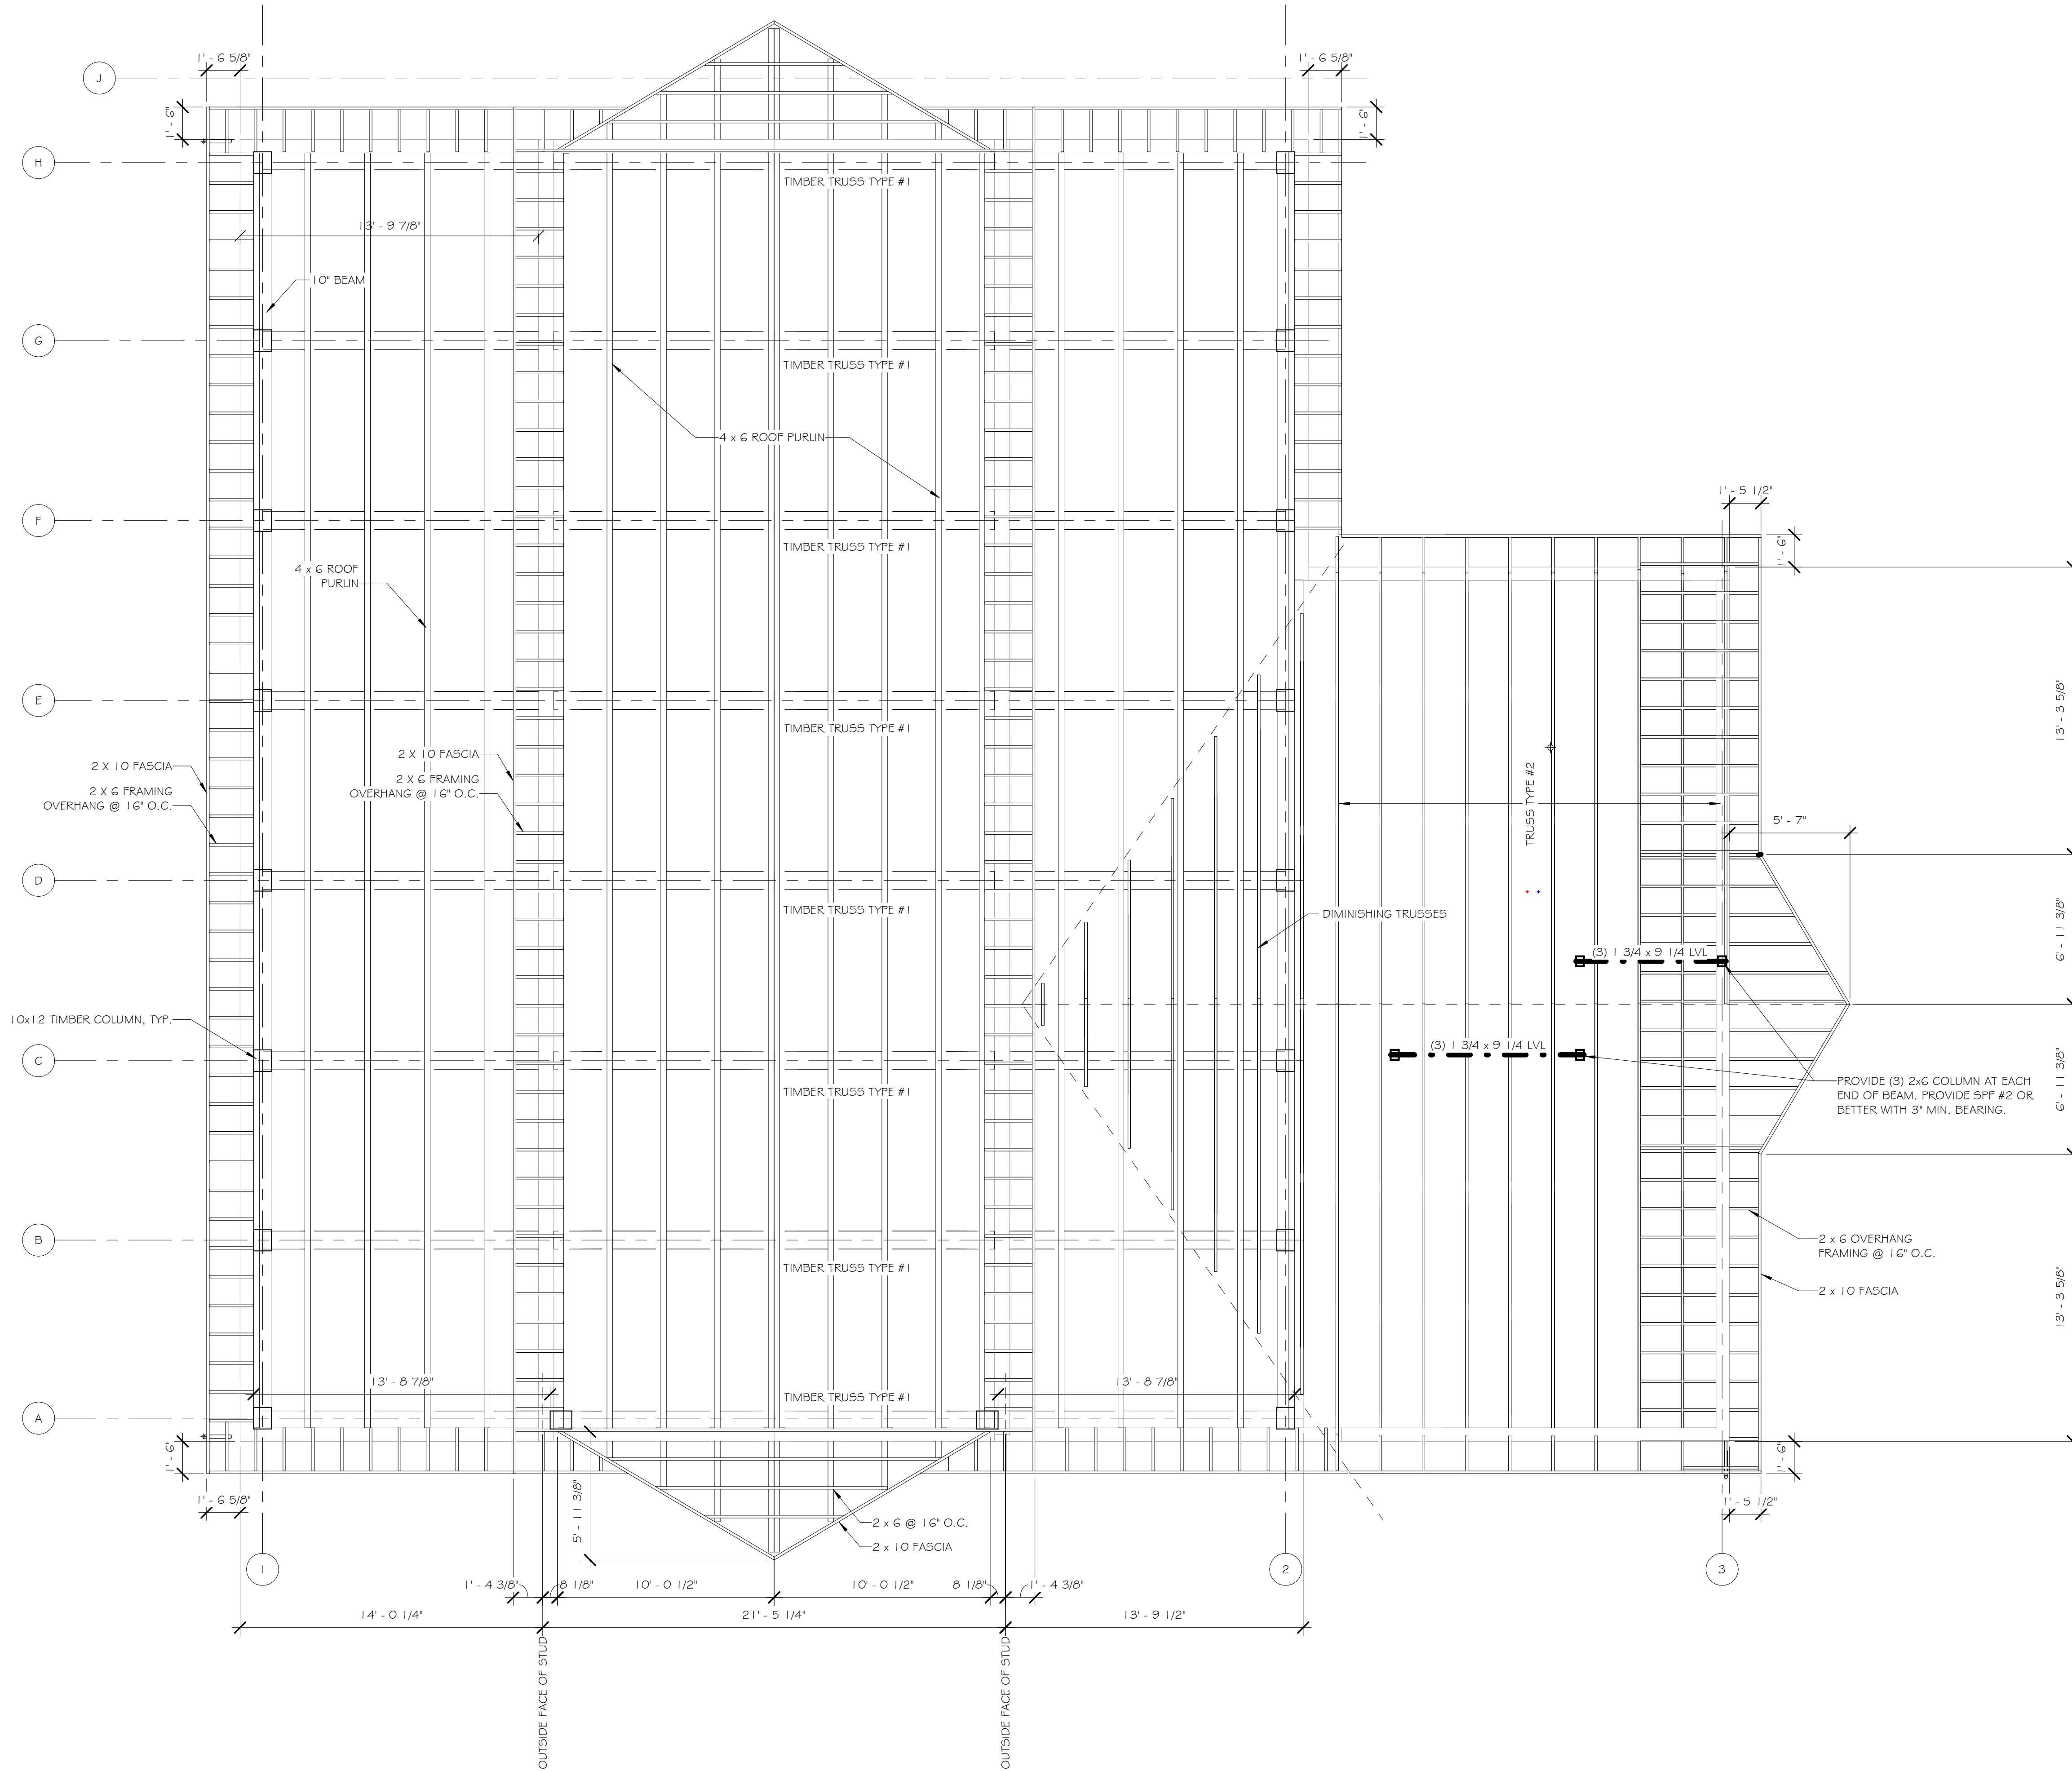 1' - 6 5/8"
1' - 6 5/8"
J
1' - 6"
1' - 6"
H
TIMBER TRUSS TYPE #1
13' - 9 7/8"
10" BEAM
G
TIMBER TRUSS TYPE #1
4 x 6 ROOF PURLIN
1' - 5 1/2"
F
TIMBER TRUSS TYPE #1
1' - 6"
4 x 6 ROOF
PURLIN
E
13' - 3 5/8"
TIMBER TRUSS TYPE #1
2 X 10 FASCIA
2 X 6 FRAMING
OVERHANG @ 16" O.C.
2 X 10 FASCIA
2 X 6 FRAMING
OVERHANG @ 16" O.C.
TRUSS TYPE #2
5' - 7"
D
TIMBER TRUSS TYPE #1
DIMINISHING TRUSSES
6' - 11 3/8"
(3) 1 3/4 x 9 1/4 LVL
10x12 TIMBER COLUMN, TYP.
(3) 1 3/4 x 9 1/4 LVL
C
TIMBER TRUSS TYPE #1
6' - 11 3/8"
PROVIDE (3) 2x6 COLUMN AT EACH
END OF BEAM. PROVIDE SPF #2 OR
BETTER WITH 3" MIN. BEARING.
B
TIMBER TRUSS TYPE #1
2 x 6 OVERHANG
FRAMING @ 16" O.C.
2 x 10 FASCIA
13' - 3 5/8"
13' - 8 7/8"
13' - 8 7/8"
TIMBER TRUSS TYPE #1
A
1' - 6"
1' - 6"
1' - 6 5/8"
5' - 11 3/8"
1' - 5 1/2"
2 x 6 @ 16" O.C.
2 x 10 FASCIA
1
2
3
1' - 4 3/8"
8 1/8"
10' - 0 1/2"
10' - 0 1/2"
8 1/8"
1' - 4 3/8"
14' - 0 1/4"
21' - 5 1/4"
13' - 9 1/2"
OUTSIDE FACE OF STUD
OUTSIDE FACE OF STUD